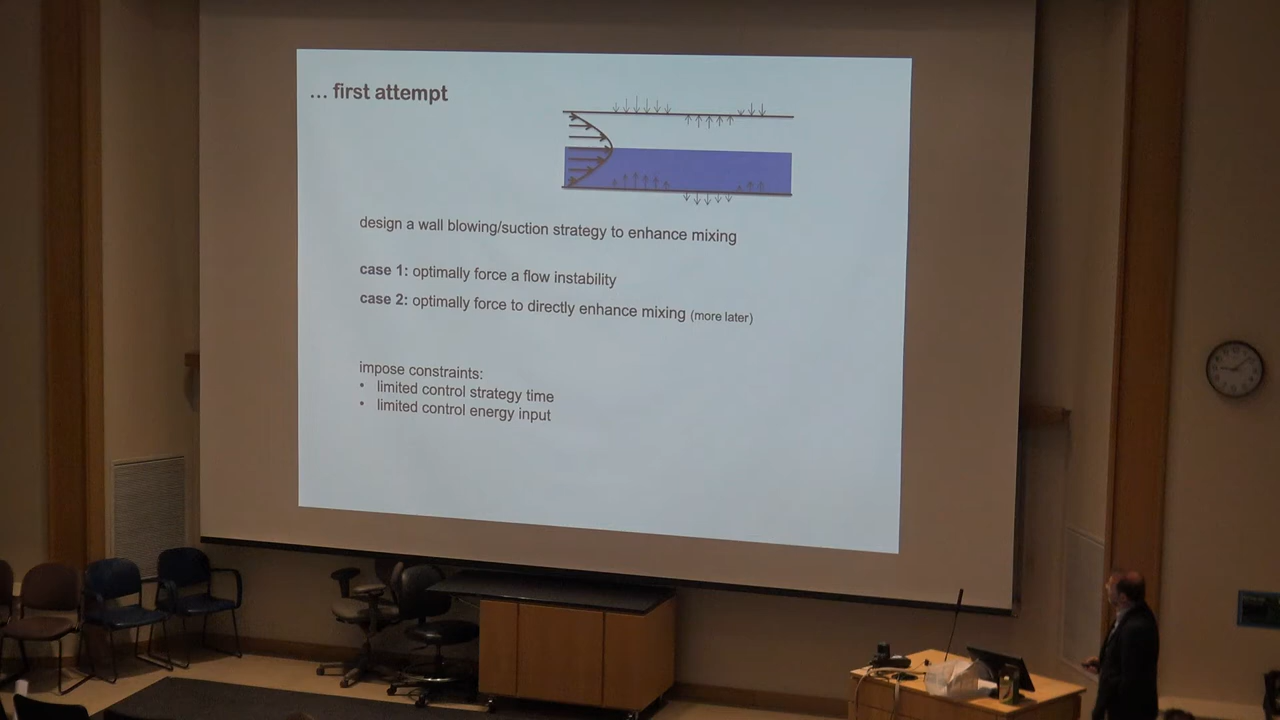 ... first attempt
design a wall blowing/suction strategy to enhance mixing
case 1: optimally force a flow instability
case 2: optimally force to directly enhance mixing (more later)
impose constraints:
• limited control strategy time
• limited control energy input